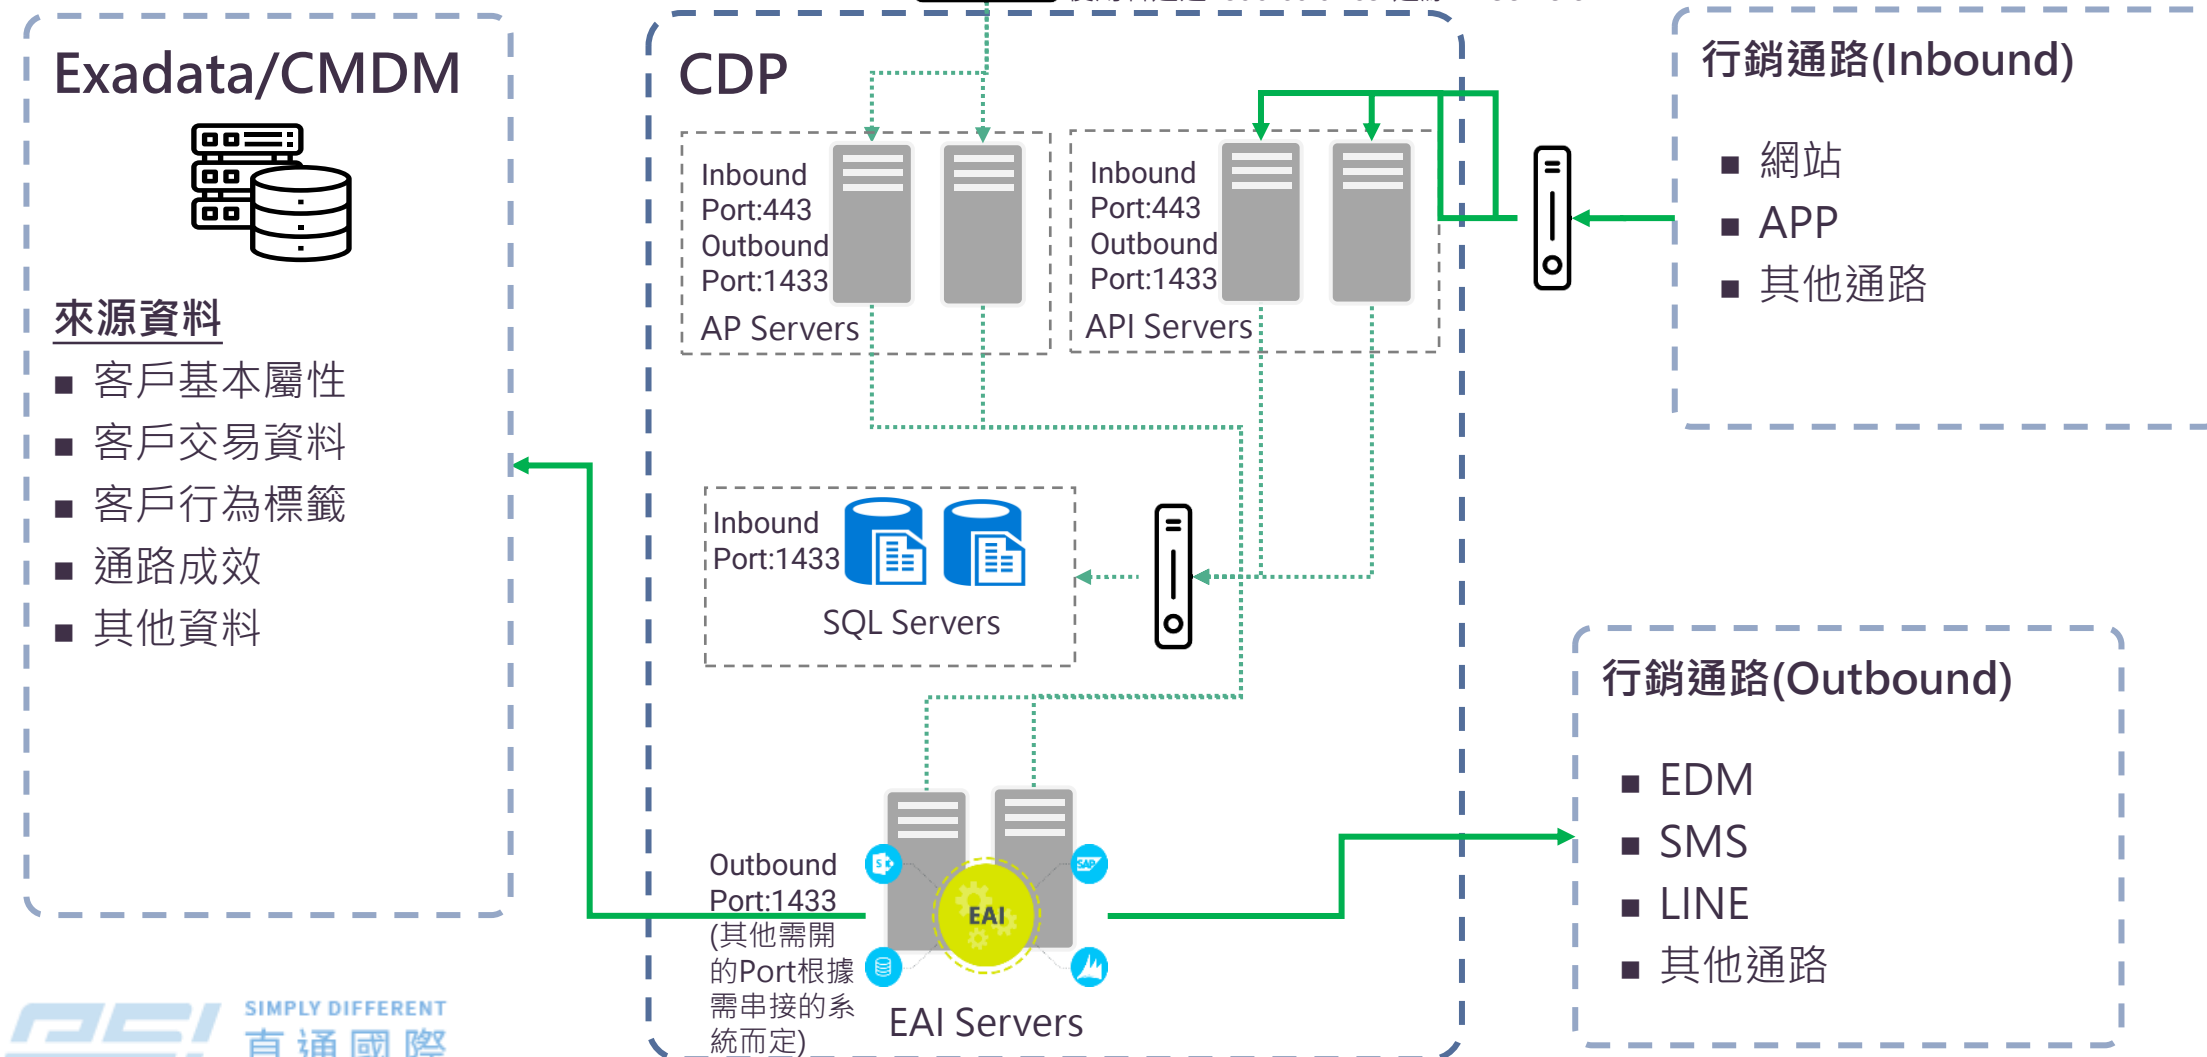 Exadata/CMDM
來源資料
■ 客戶基本屬性
■ 客戶交易資料
■ 客戶行為標籤
■ 通路成效
■ 其他資料
CDP
Inbound
Port:443
Outbound
Port:1433
AP Servers
Inbound
Port:443
Outbound
Port:1433
API Servers
Inbound
Port:1433
SQL Servers
Outbound
Port:1433
(其他需開
的Port根據
需串接的系
統而定)
EAI
SAP
EAI Servers
行銷通路(Inbound)
■ 網站
■ APP
■ 其他通路
行銷通路(Outbound)
■ EDM
■ SMS
■ LINE
■ 其他通路
SIMPLY DIFFERENT
直通國際